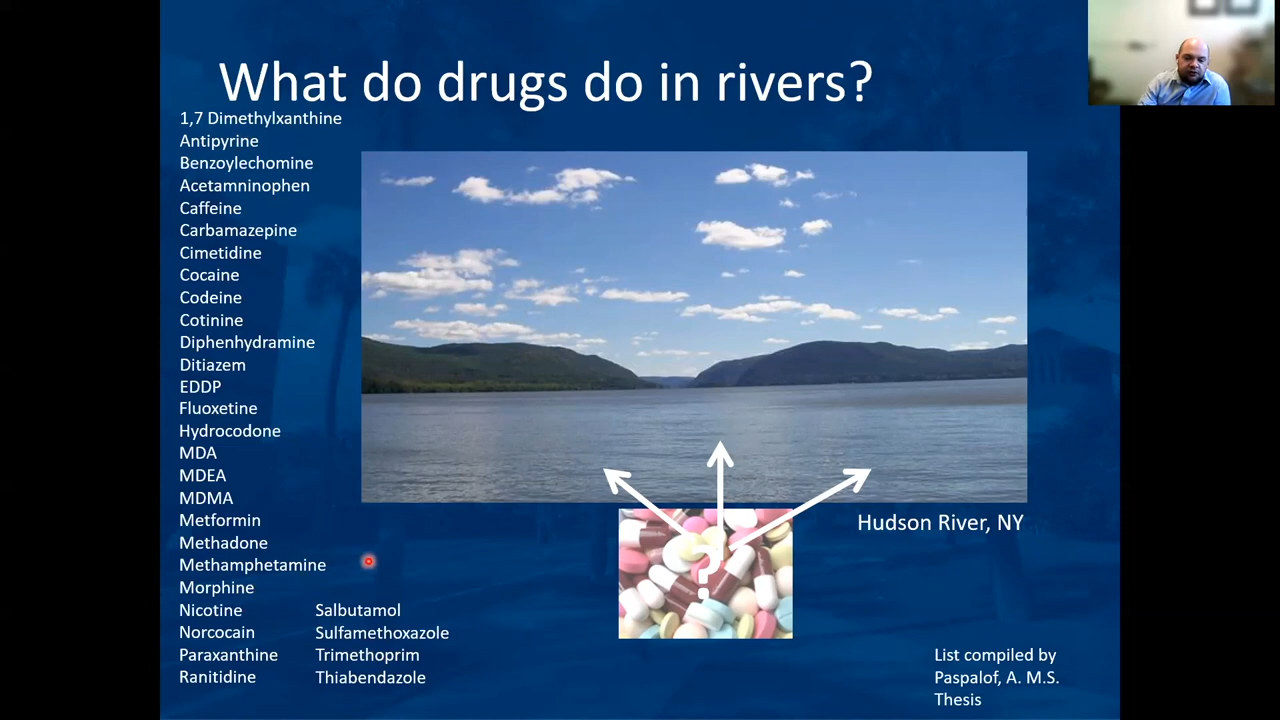 What do drugs do in rivers?
1,7 Dimethylxanthine
Antipyrine
Benzoylechomine
Acetamninophen
Caffeine
Carbamazepine
Cimetidine
Cocaine
Codeine
Cotinine
Diphenhydramine
Ditiazem
EDDP
Fluoxetine
Hydrocodone
MDA
MDEA
MDMA
Metformin
Methadone
Methamphetamine
Morphine
Nicotine
Norcocain
Paraxanthine
Ranitidine
Salbutamol
Sulfamethoxazole
Trimethoprim
Thiabendazole
?
Hudson River, NY
List compiled by
Paspalof, A. M.S.
Thesis